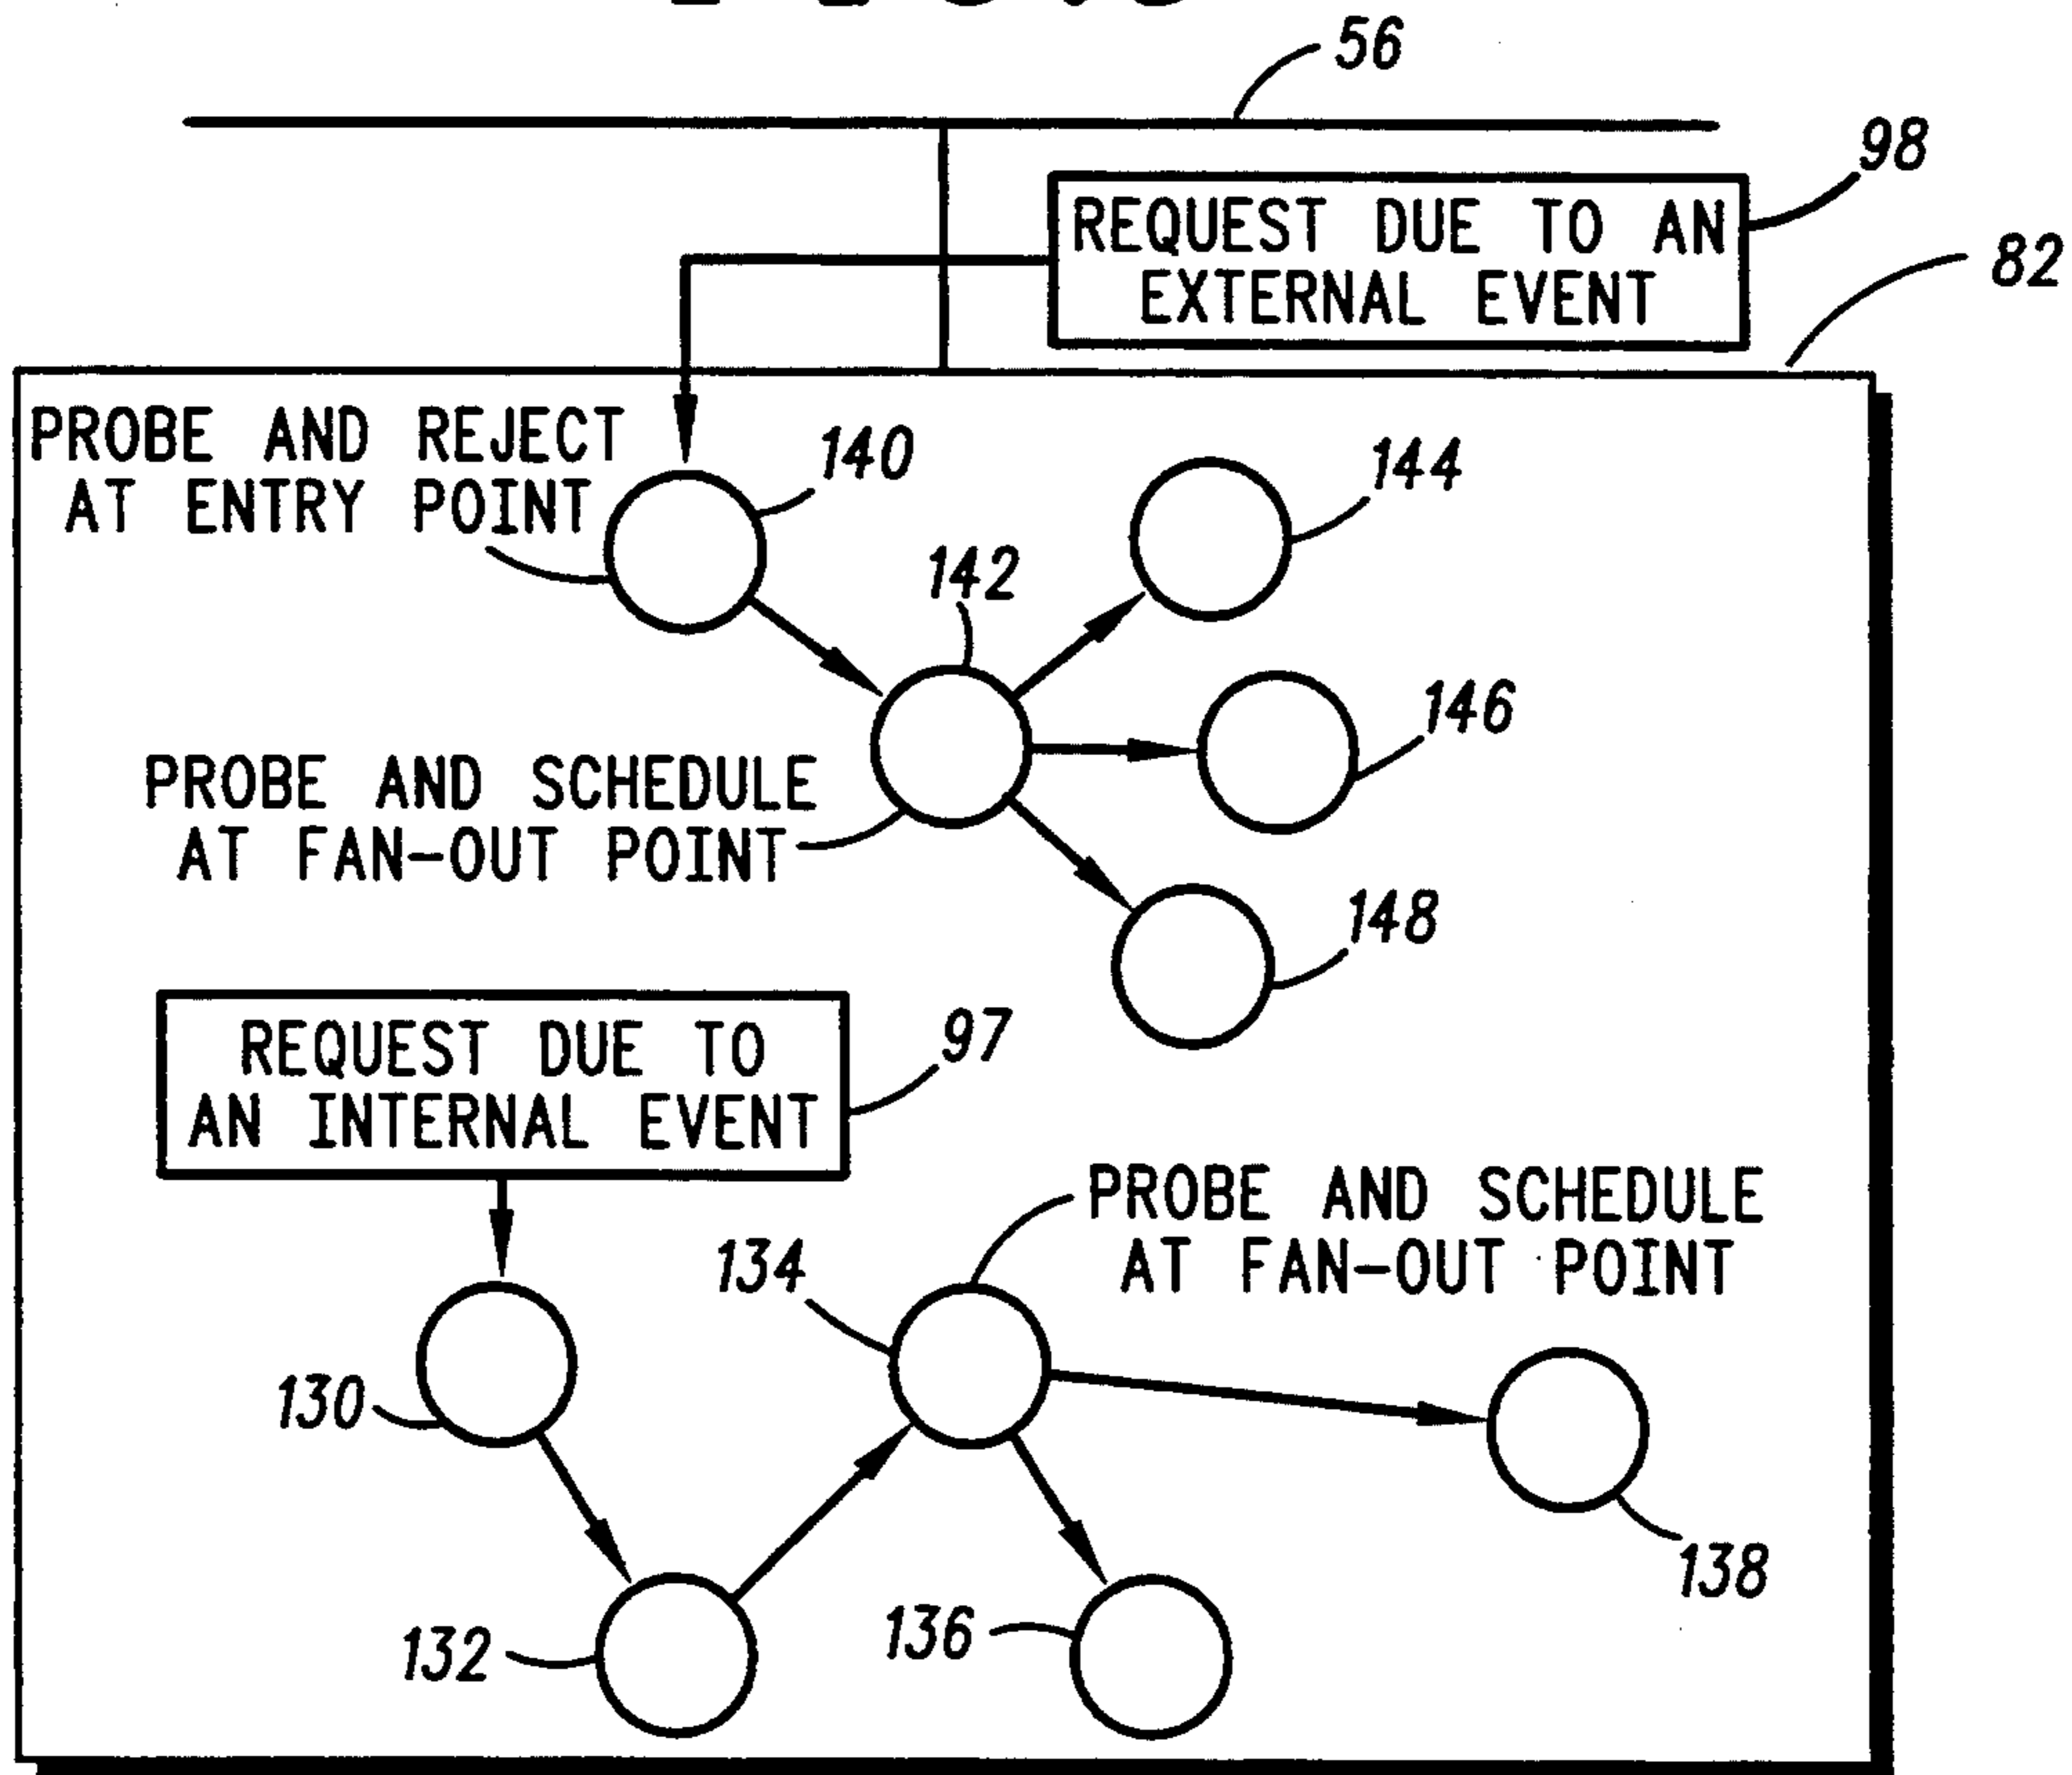 56
98
REQUEST DUE TO AN
EXTERNAL EVENT
82
PROBE AND REJECT
AT ENTRY POINT
140
144
142
146
PROBE AND SCHEDULE
AT FAN-OUT POINT
148
REQUEST DUE TO
AN INTERNAL EVENT
97
PROBE AND SCHEDULE
AT FAN-OUT POINT
134
130
138
132
136